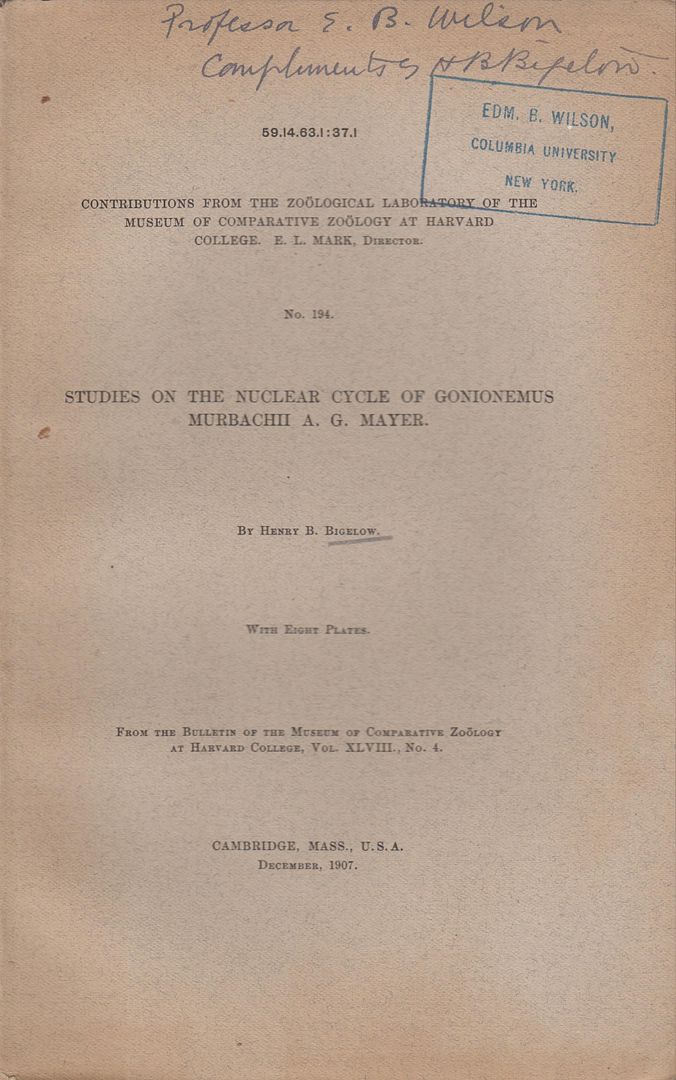 Professor E. B. Wilson
Compliments of H B Bigelow.
EDM. B. WILSON,
COLUMBIA UNIVERSITY
NEW YORK.
59.14.63.1:37.1
CONTRIBUTIONS FROM THE ZOÖLOGICAL LABORATORY OF THE
MUSEUM OF COMPARATIVE ZOÖLOGY AT HARVARD
COLLEGE. E. L. MARK, DIRECTOR.
No. 194.
STUDIES ON THE NUCLEAR CYCLE OF GONIONEMUS
MURBACHII A. G. MAYER.
BY HENRY B. BIGELOW.
WITH EIGHT PLATES.
FROM THE BULLETIN OF THE MUSEUM OF COMPARATIVE ZOÖLOGY
AT HARVARD COLLEGE, VOL. XLVIII., NO. 4.
CAMBRIDGE, MASS., U.S.A.
DECEMBER, 1907.